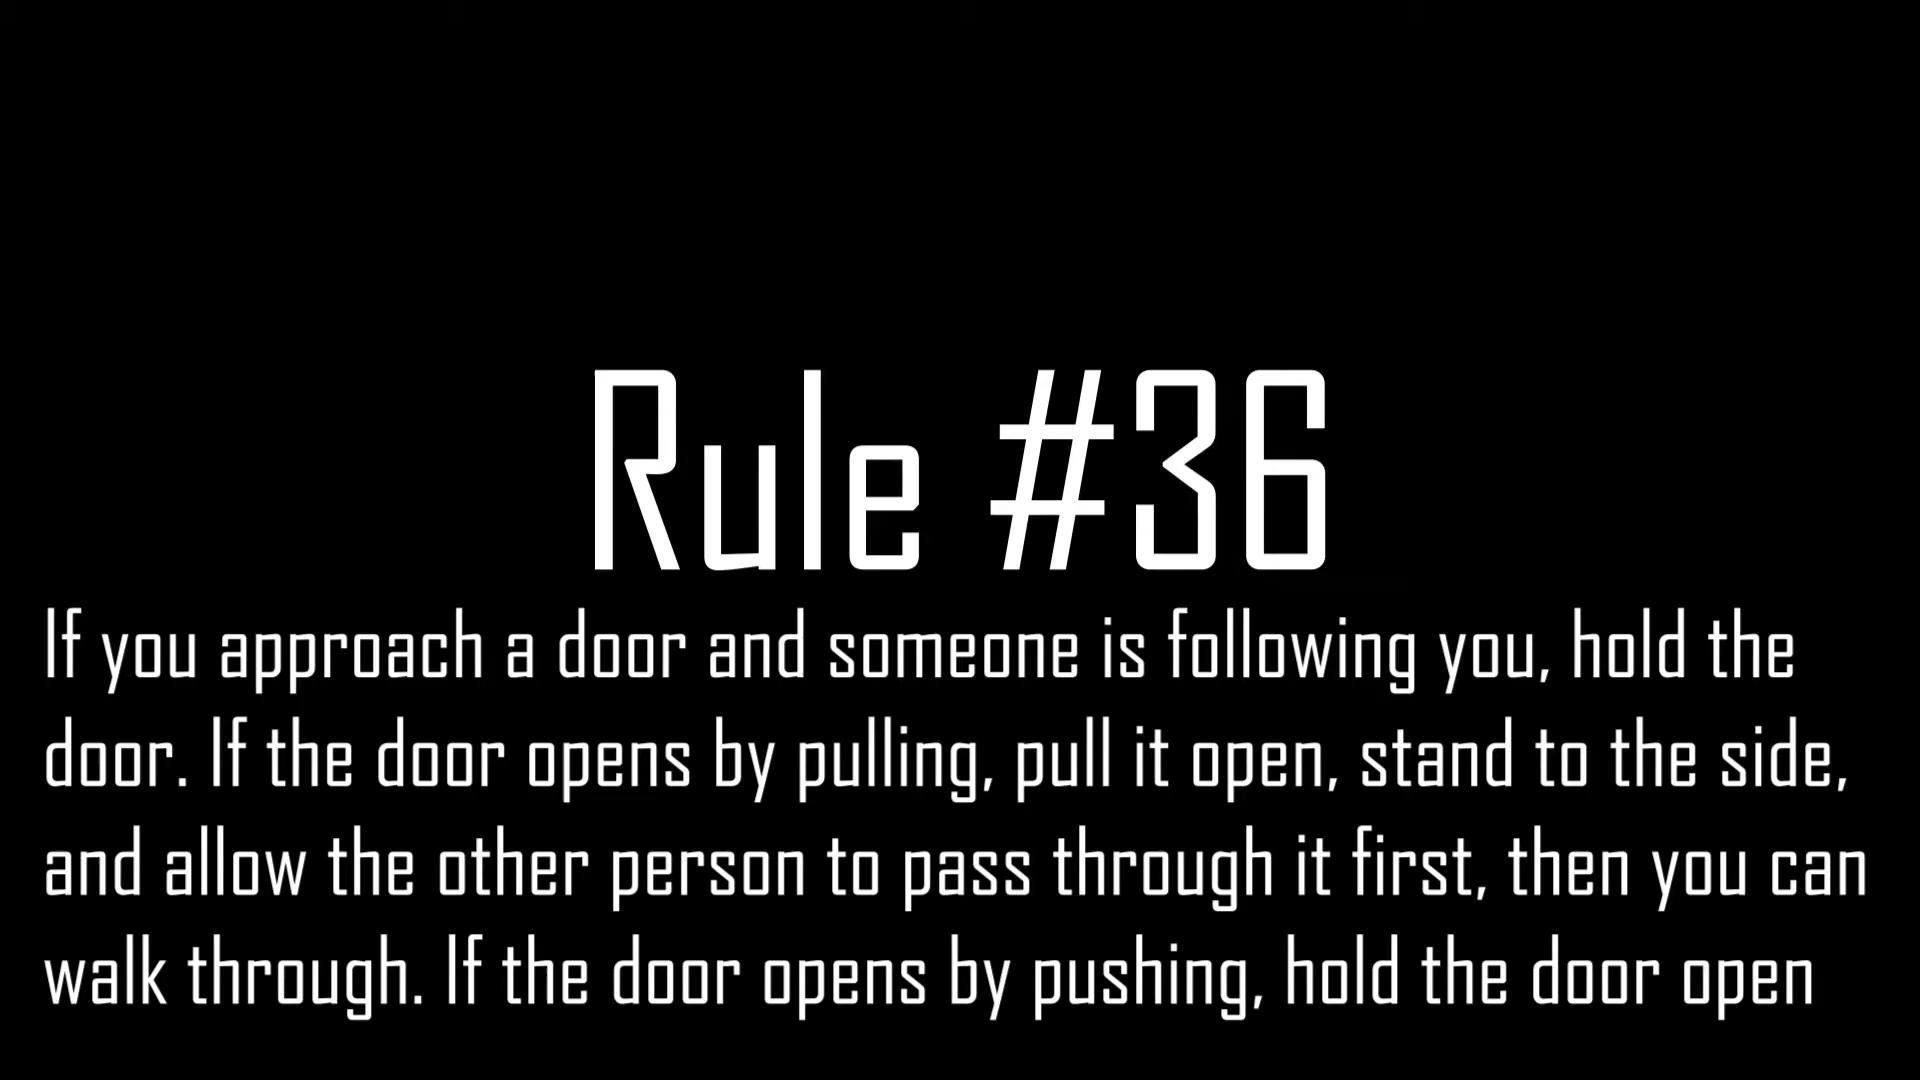 Rule #36
If you approach a door and someone is following you, hold the
door. If the door opens by pulling, pull it open, stand to the side,
and allow the other person to pass through it first, then you can
walk through. If the door opens by pushing, hold the door open